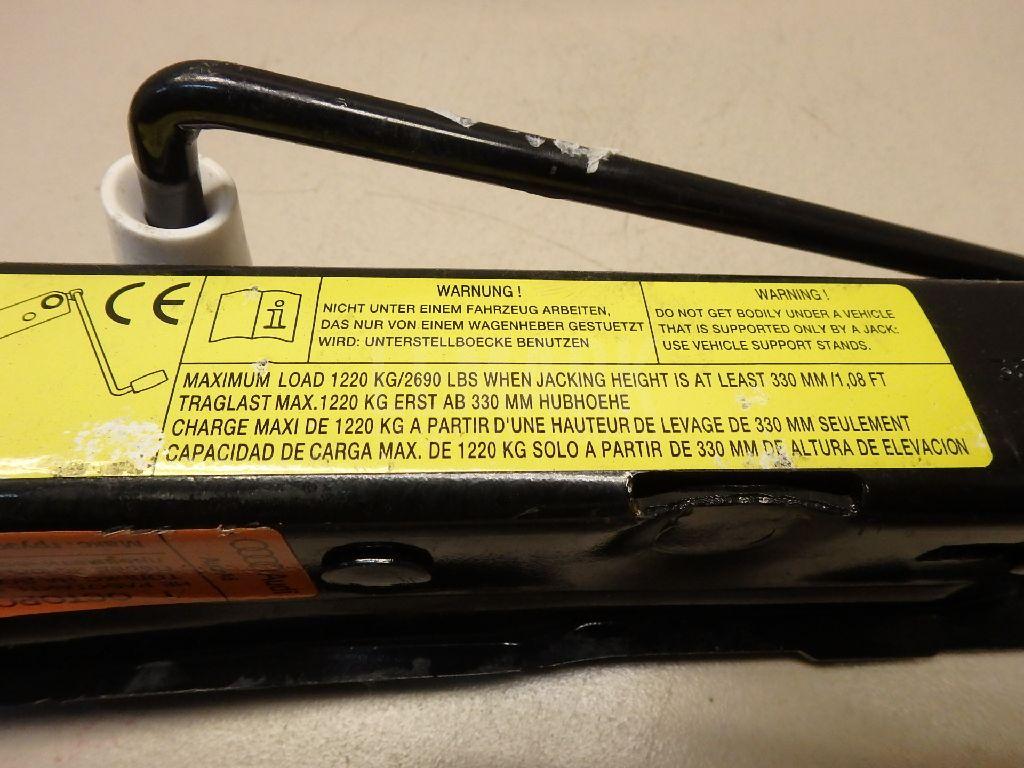 CE
i
WARNUNG !
NICHT UNTER EINEM FAHRZEUG ARBEITEN,
DAS NUR VON EINEM WAGENHEBER GESTUETZT
WIRD: UNTERSTELLBOECKE BENUTZEN
WARNING !
DO NOT GET BODILY UNDER A VEHICLE
THAT IS SUPPORTED ONLY BY A JACK:
USE VEHICLE SUPPORT STANDS.
MAXIMUM LOAD 1220 KG/2690 LBS WHEN JACKING HEIGHT IS AT LEAST 330 MM /1,08 FT
TRAGLAST MAX.1220 KG ERST AB 330 MM HUBHOEHE
CHARGE MAXI DE 1220 KG A PARTIR D'UNE HAUTEUR DE LEVAGE DE 330 MM SEULEMENT
CAPACIDAD DE CARGA MAX. DE 1220 KG SOLO A PARTIR DE 330 MM DE ALTURA DE ELEVACION
Audi